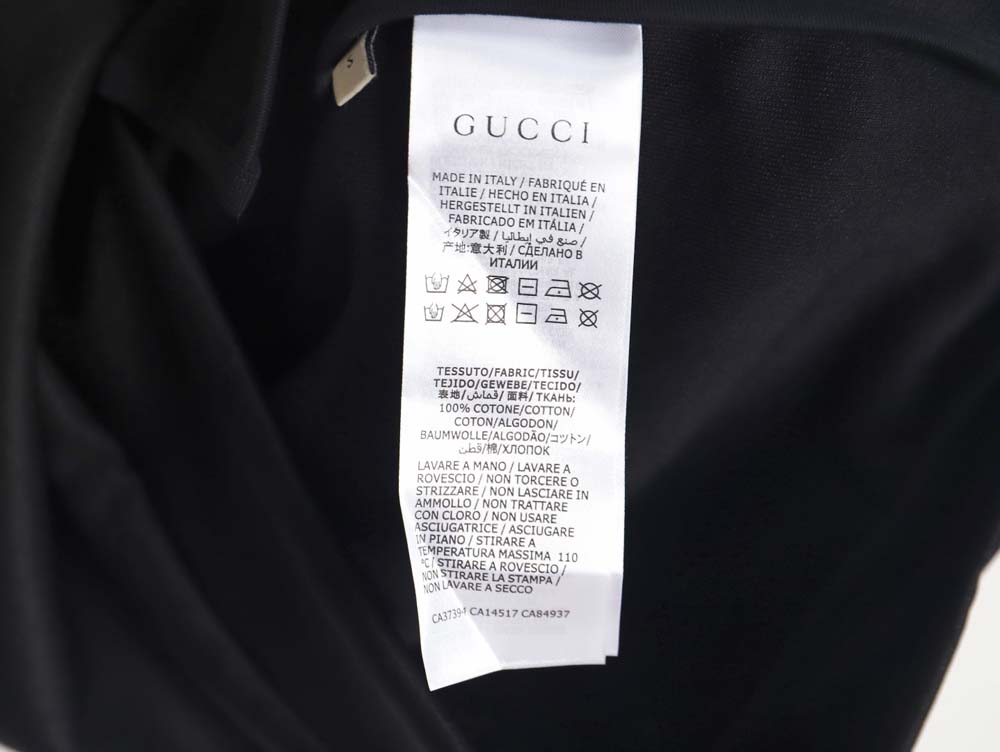 S
GUCCI
MADE IN ITALY / FABRIQUÉ EN
ITALIE / HECHO EN ITALIA /
HERGESTELLT IN ITALIEN /
FABRICADO EM ITÁLIA /
イタリア製 / صنع في إيطاليا /
产地:意大利 / СДЕЛАНО В
ИТАЛИИ
TESSUTO/FABRIC/TISSU/
TEJIDO/GEWEBE/TECIDO/
表地/قماش/ 面料/ ТКАНЬ:
100% COTONE/COTTON/
COTON/ALGODON/
BAUMWOLLE/ALGODÃO/コットン/
قطن/棉/ХЛОПОК
LAVARE A MANO / LAVARE A
ROVESCIO / NON TORCERE O
STRIZZARE / NON LASCIARE IN
AMMOLLO / NON TRATTARE
CON CLORO / NON USARE
ASCIUGATRICE / ASCIUGARE
IN PIANO / STIRARE A
TEMPERATURA MASSIMA 110
°C / STIRARE A ROVESCIO /
NON STIRARE LA STAMPA /
NON LAVARE A SECCO
CA37394 CA14517 CA84937